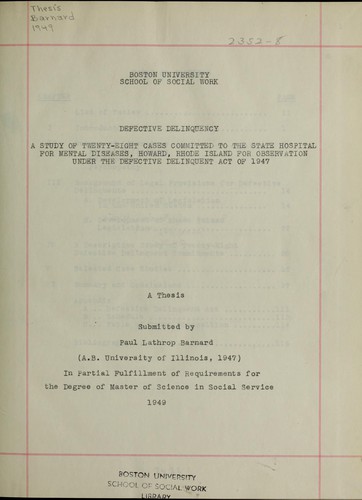 Thesis
Barnard
1949
2352-8
BOSTON UNIVERSITY
SCHOOL OF SOCIAL WORK
DEFECTIVE DELINQUENCY
A STUDY OF TWENTY-EIGHT CASES COMMITTED TO THE STATE HOSPITAL
FOR MENTAL DISEASES, HOWARD, RHODE ISLAND FOR OBSERVATION
UNDER THE DEFECTIVE DELINQUENT ACT OF 1947
A Thesis
Submitted by
Paul Lathrop Barnard
(A.B. University of Illinois, 1947)
In Partial Fulfillment of Requirements for
the Degree of Master of Science in Social Service
1949
BOSTON UNIVERSITY
SCHOOL OF SOCIAL WORK
LIBRARY